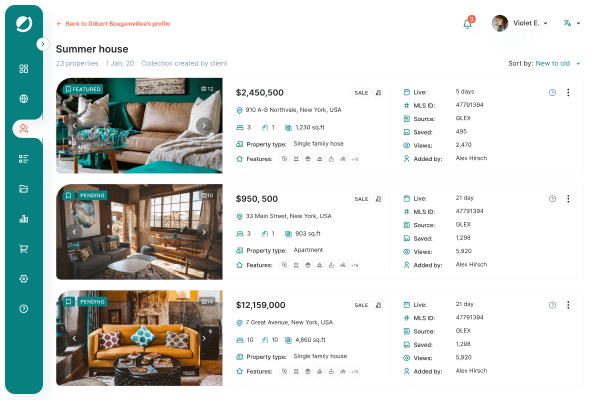 ← Back to Gilbert Bougainvillea's profile
3
Violet E.
Summer house
23 properties
1 Jan, 20
Collection created by client
Sort by: New to old
FEATURED
12
$2,450,500
SALE
910 A-G Northvale, New York, USA
3
1
1,230 sq.ft
Property type: Single family hose
Features:
+18
Live: 5 days
MLS ID: 47791394
Source: GLEX
Saved: 495
Views: 2,470
Added by: Alex Hirsch
PENDING
10
$950, 500
SALE
33 Main Street, New York, USA
3
1
903 sq.ft
Property type: Apartment
Features:
+18
Live: 21 day
MLS ID: 47791394
Source: GLEX
Saved: 1,298
Views: 5,920
Added by: Alex Hirsch
PENDING
14
$12,159,000
SALE
7 Great Avenue, New York, USA
10
10
4,860 sq.ft
Property type: Single family house
Features:
+18
Live: 21 day
MLS ID: 47791394
Source: GLEX
Saved: 1,298
Views: 5,920
Added by: Alex Hirsch